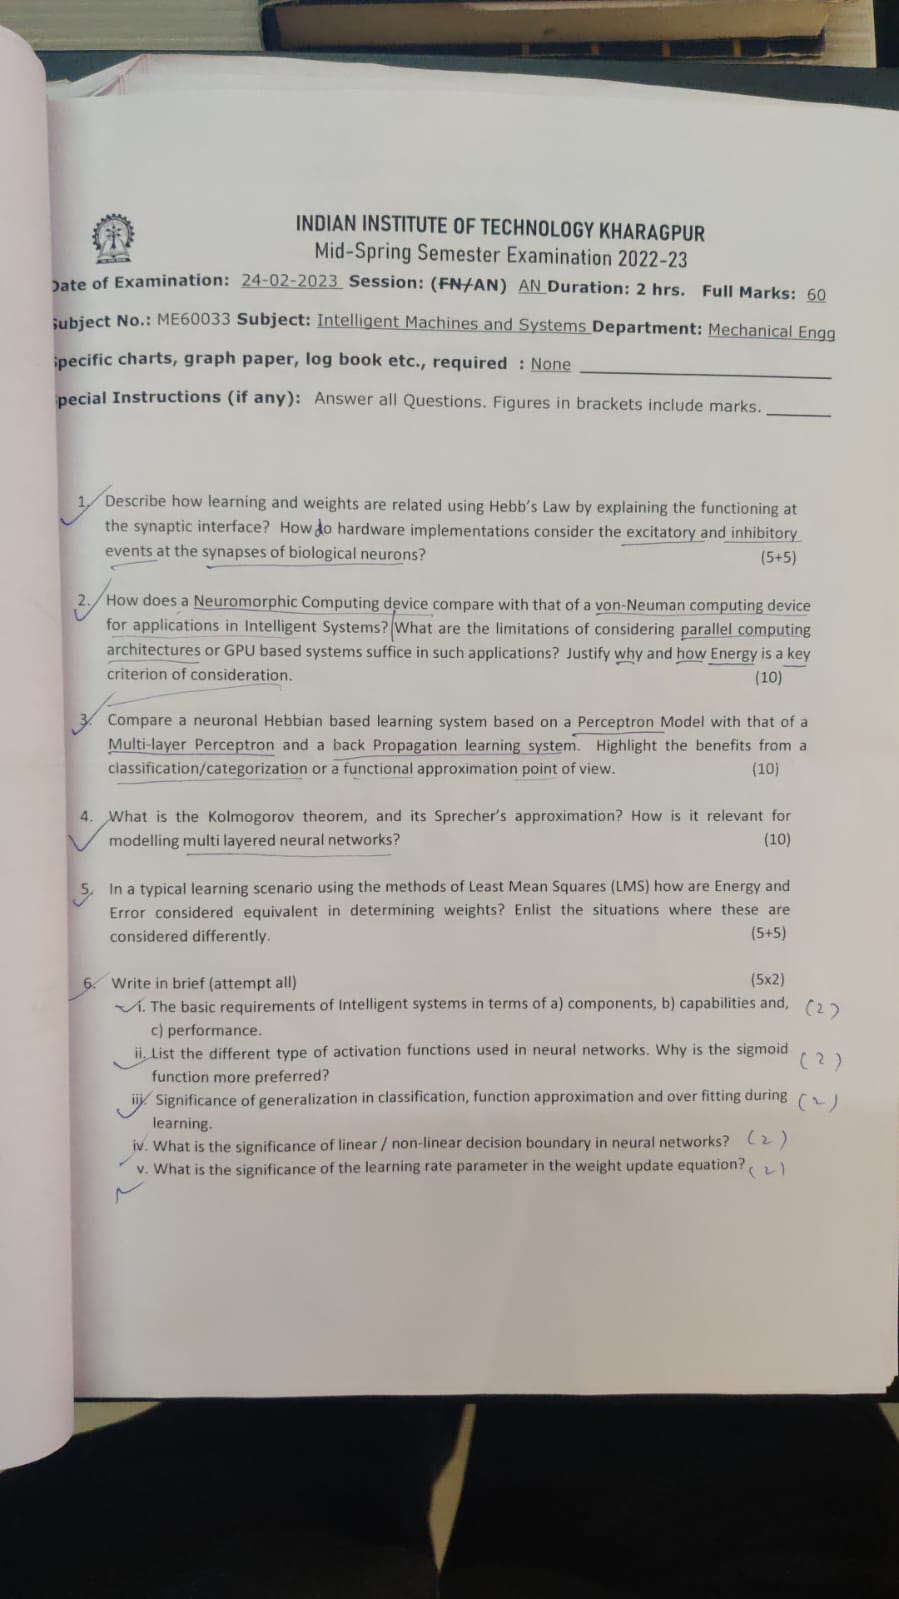 INDIAN INSTITUTE OF TECHNOLOGY KHARAGPUR
Mid-Spring Semester Examination 2022-23
Date of Examination: 24-02-2023 Session: (FN/AN) AN Duration: 2 hrs. Full Marks: 60
Subject No.: ME60033 Subject: Intelligent Machines and Systems Department: Mechanical Engg
Specific charts, graph paper, log book etc., required : None
pecial Instructions (if any): Answer all Questions. Figures in brackets include marks.
1. Describe how learning and weights are related using Hebb's Law by explaining the functioning at
the synaptic interface? How do hardware implementations consider the excitatory and inhibitory
events at the synapses of biological neurons? (5+5)
2. How does a Neuromorphic Computing device compare with that of a von-Neuman computing device
for applications in Intelligent Systems? What are the limitations of considering parallel computing
architectures or GPU based systems suffice in such applications? Justify why and how Energy is a key
criterion of consideration. (10)
3. Compare a neuronal Hebbian based learning system based on a Perceptron Model with that of a
Multi-layer Perceptron and a back Propagation learning system. Highlight the benefits from a
classification/categorization or a functional approximation point of view. (10)
4. What is the Kolmogorov theorem, and its Sprecher's approximation? How is it relevant for
modelling multi layered neural networks? (10)
5. In a typical learning scenario using the methods of Least Mean Squares (LMS) how are Energy and
Error considered equivalent in determining weights? Enlist the situations where these are
considered differently. (5+5)
6. Write in brief (attempt all) (5x2)
i. The basic requirements of Intelligent systems in terms of a) components, b) capabilities and, (2)
c) performance.
ii. List the different type of activation functions used in neural networks. Why is the sigmoid (2)
function more preferred?
iii. Significance of generalization in classification, function approximation and over fitting during (2)
learning.
iv. What is the significance of linear / non-linear decision boundary in neural networks? (2)
v. What is the significance of the learning rate parameter in the weight update equation? (2)